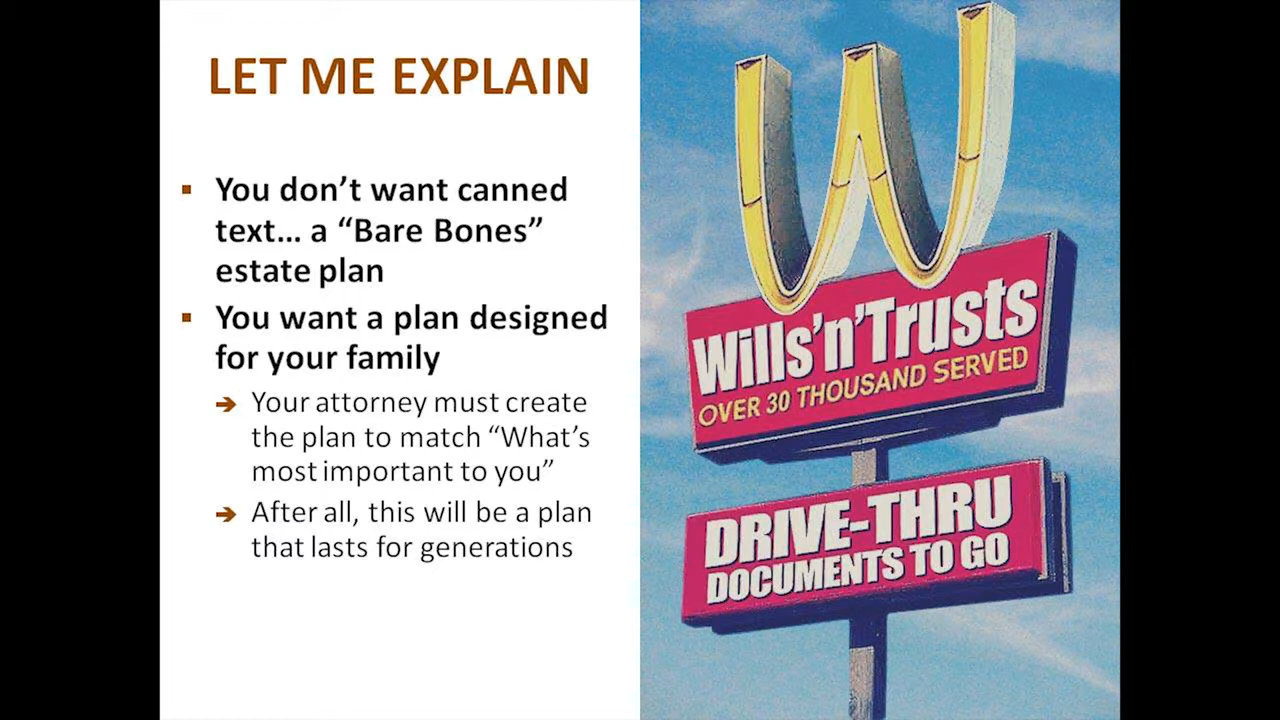 LET ME EXPLAIN
You don’t want canned
text... a “Bare Bones”
estate plan
You want a plan designed
for your family
➔ Your attorney must create
the plan to match “What’s
most important to you”
➔ After all, this will be a plan
that lasts for generations
W
Wills’n’Trusts
OVER 30 THOUSAND SERVED
DRIVE-THRU
DOCUMENTS TO GO